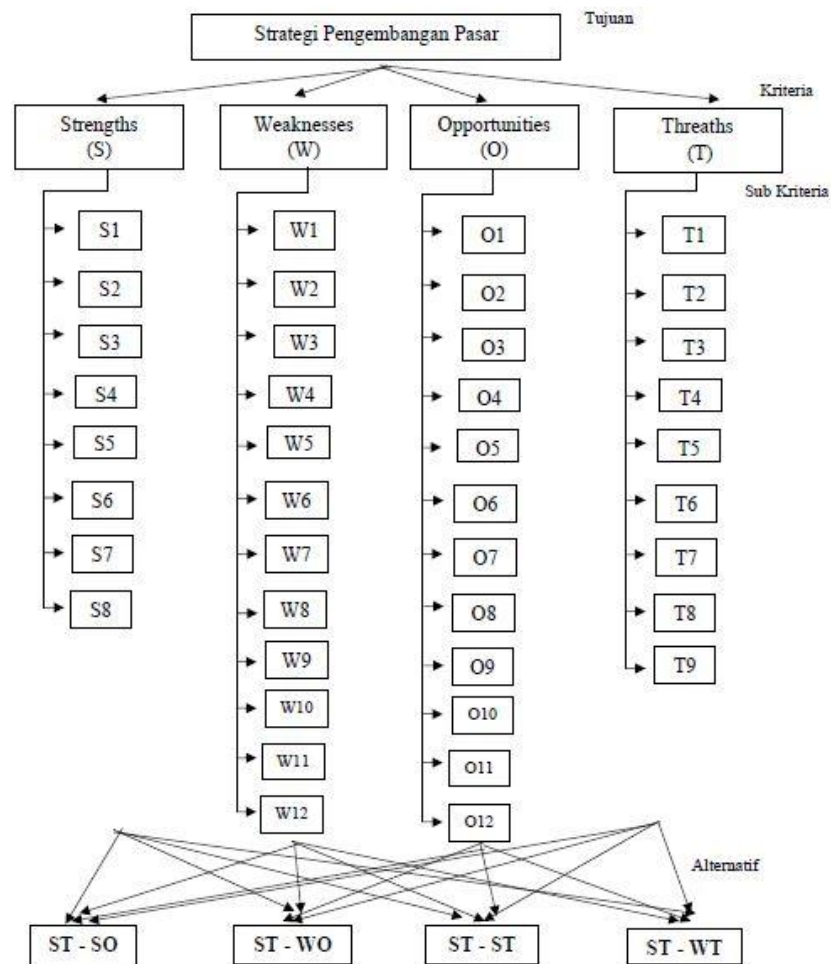 Tujuan
Strategi Pengembangan Pasar
Kriteria
Strengths
(S)
Weaknesses
(W)
Opportunities
(O)
Threaths
(T)
Sub Kriteria
S1
S2
S3
S4
S5
S6
S7
S8
W1
W2
W3
W4
W5
W6
W7
W8
W9
W10
W11
W12
O1
O2
O3
O4
O5
O6
O7
O8
O9
O10
O11
O12
T1
T2
T3
T4
T5
T6
T7
T8
T9
Alternatif
ST - SO
ST - WO
ST - ST
ST - WT